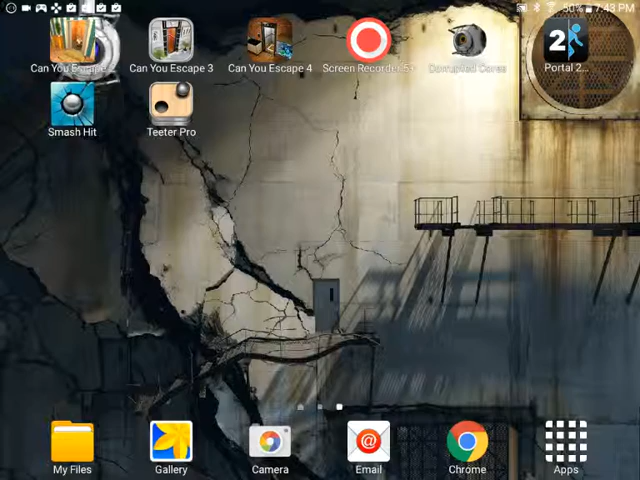 50% 7:43 PM
Can You Escape
Can You Escape 3
Can You Escape 4
Screen Recorder 5+
Corrupted Cores
2
Portal 2...
Smash Hit
Teeter Pro
My Files
Gallery
Camera
Email
Chrome
Apps